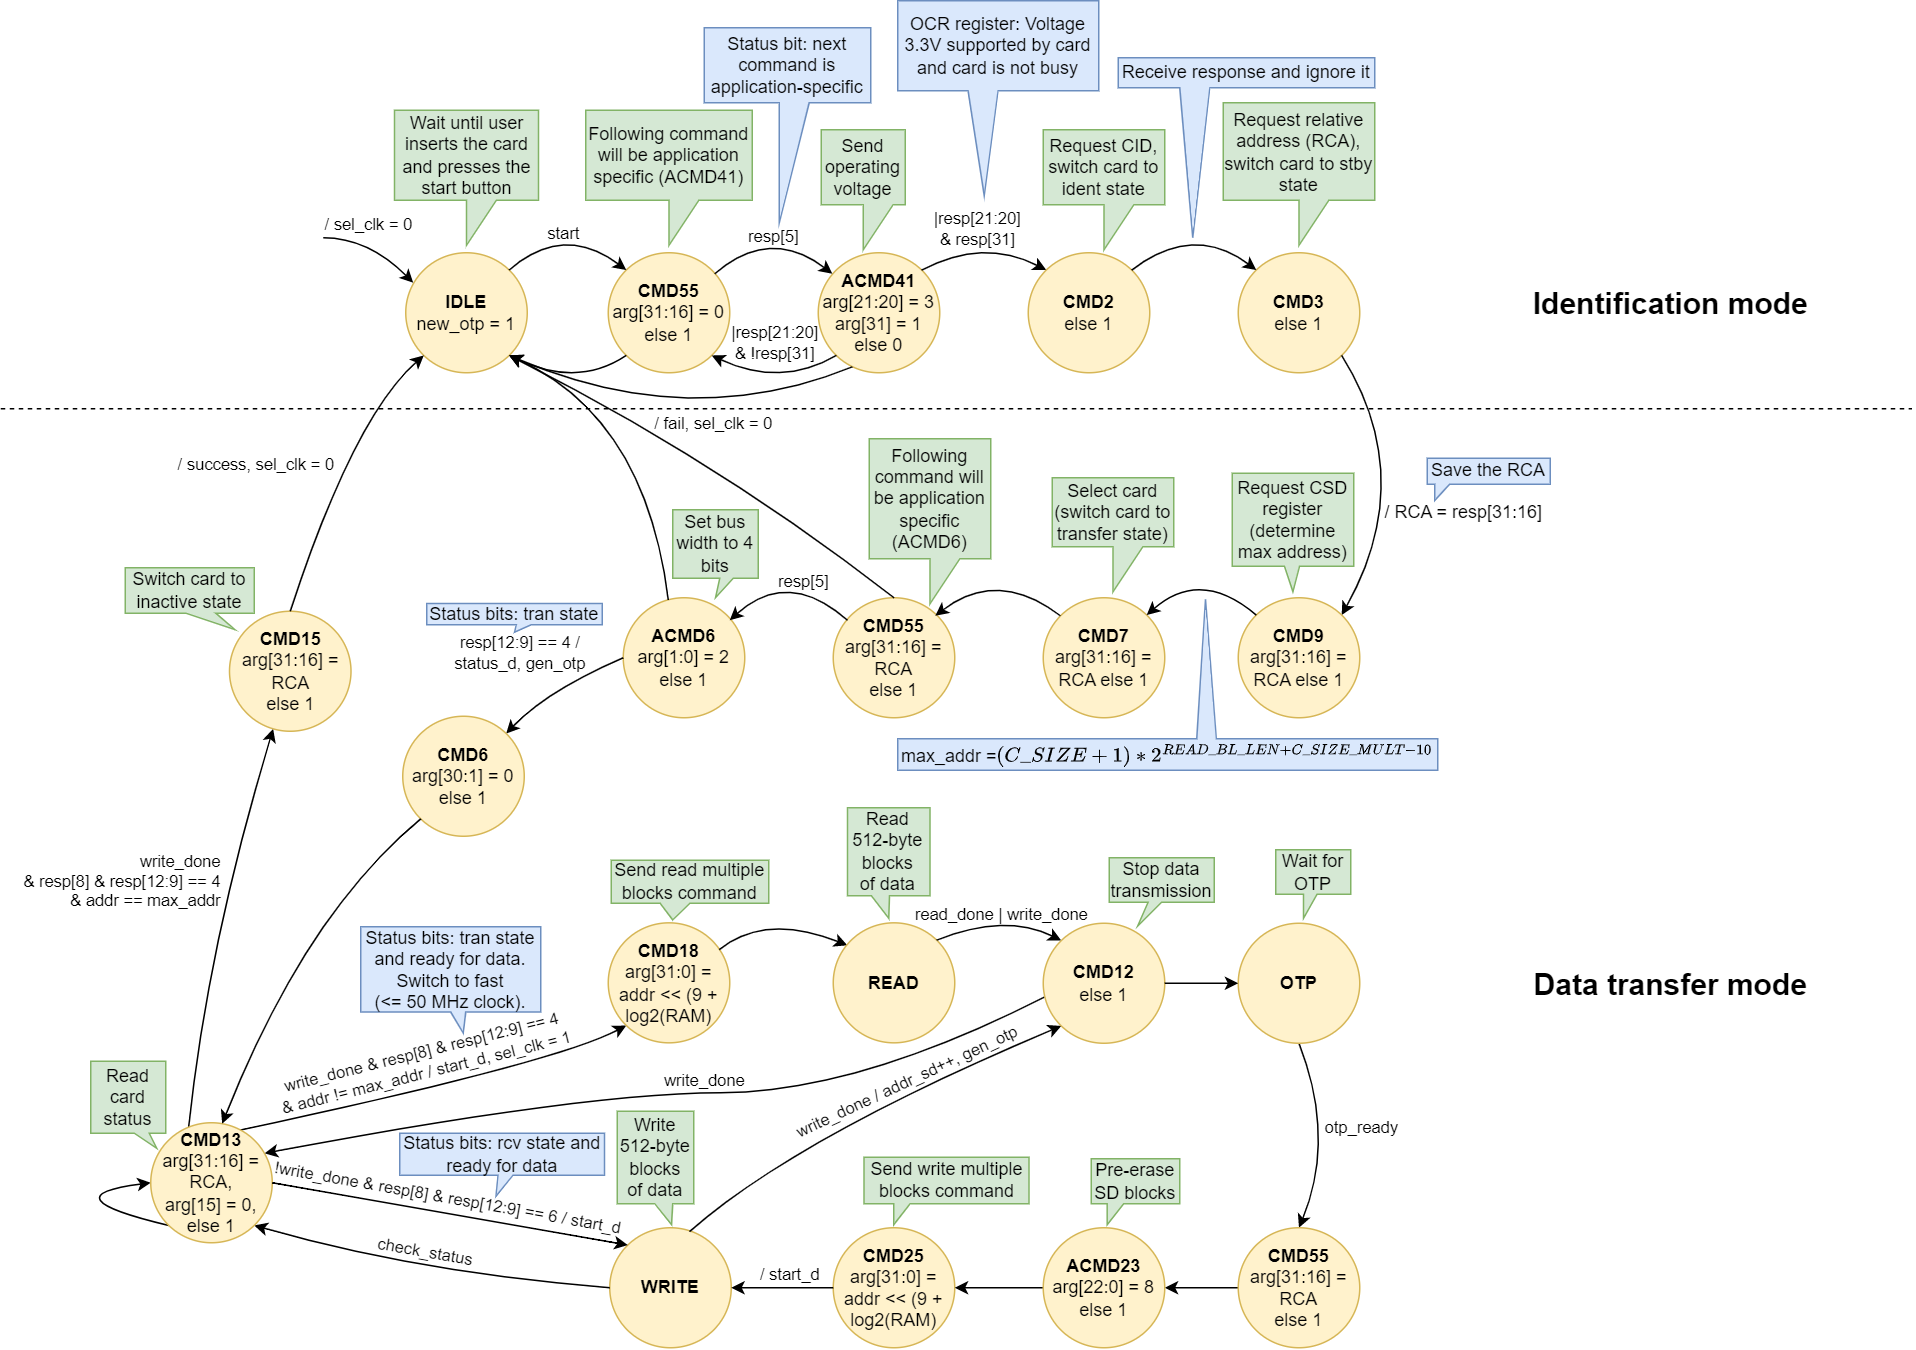 OCR register: Voltage
3.3V supported by card
and card is not busy
Status bit: next
command is
application-specific
Receive response and ignore it
Wait until user
inserts the card
and presses the
start button
Following command
will be application
specific (ACMD41)
Send
operating
voltage
Request CID,
switch card to
ident state
Request relative
address (RCA),
switch card to stby
state
/ sel_clk = 0
start
resp[5]
|resp[21:20]
& resp[31]
IDLE
new_otp = 1
CMD55
arg[31:16] = 0
else 1
ACMD41
arg[21:20] = 3
arg[31] = 1
else 0
CMD2
else 1
CMD3
else 1
Identification mode
|resp[21:20]
& !resp[31]
/ fail, sel_clk = 0
/ success, sel_clk = 0
Save the RCA
/ RCA = resp[31:16]
Following
command will
be application
specific
(ACMD6)
Select card
(switch card to
transfer state)
Request CSD
register
(determine
max address)
Set bus
width to 4
bits
resp[5]
Switch card to
inactive state
Status bits: tran state
resp[12:9] == 4 /
status_d, gen_otp
CMD15
arg[31:16] =
RCA
else 1
ACMD6
arg[1:0] = 2
else 1
CMD55
arg[31:16] =
RCA
else 1
CMD7
arg[31:16] =
RCA else 1
CMD9
arg[31:16] =
RCA else 1
max_addr =(C_SIZE + 1) * 2^{READ_BL_LEN+C_SIZE_MULT−10}
CMD6
arg[30:1] = 0
else 1
write_done
& resp[8] & resp[12:9] == 4
& addr == max_addr
Send read multiple
blocks command
Read
512-byte
blocks
of data
Stop data
transmission
Wait for
OTP
read_done | write_done
Status bits: tran state
and ready for data.
Switch to fast
(<= 50 MHz clock).
CMD18
arg[31:0] =
addr << (9 +
log2(RAM)
READ
CMD12
else 1
OTP
Data transfer mode
write_done & resp[8] & resp[12:9] == 4
& addr != max_addr / start_d, sel_clk = 1
write_done
write_done / addr_sd++, gen_otp
Read
card
status
CMD13
arg[31:16] =
RCA,
arg[15] = 0,
else 1
Status bits: rcv state and
ready for data
!write_done & resp[8] & resp[12:9] == 6 / start_d
check_status
Write
512-byte
blocks
of data
Send write multiple
blocks command
Pre-erase
SD blocks
otp_ready
WRITE
/ start_d
CMD25
arg[31:0] =
addr << (9 +
log2(RAM)
ACMD23
arg[22:0] = 8
else 1
CMD55
arg[31:16] =
RCA
else 1